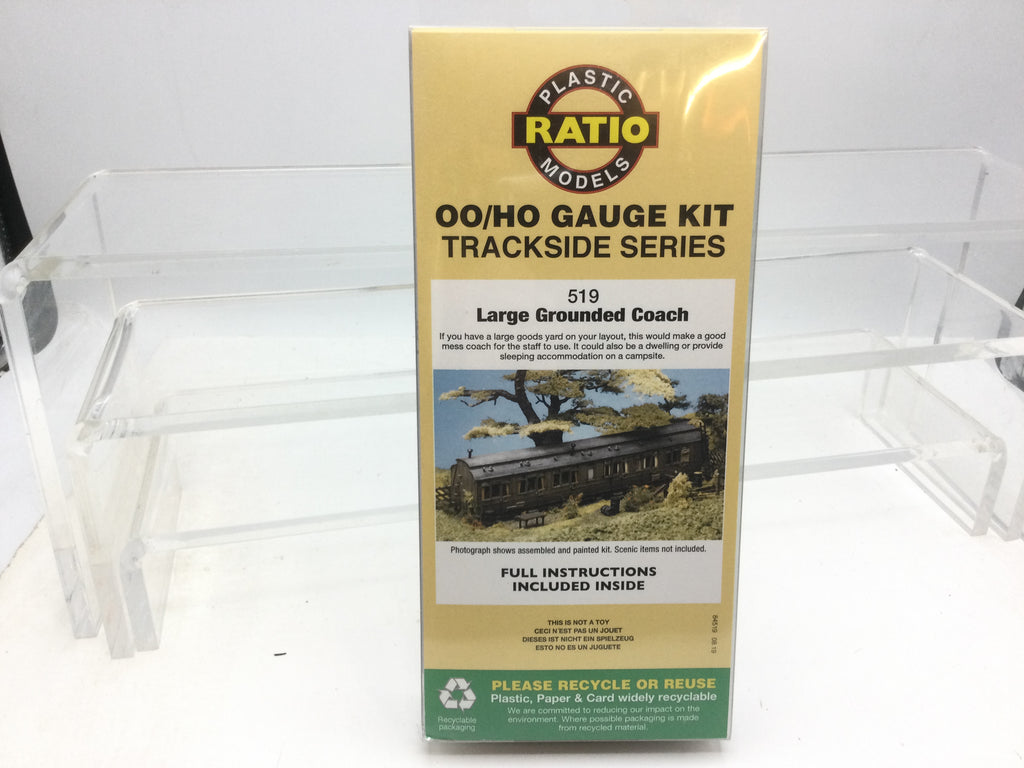 PLASTIC
RATIO
MODELS
OO/HO GAUGE KIT
TRACKSIDE SERIES
519
Large Grounded Coach
If you have a large goods yard on your layout, this would make a good
mess coach for the staff to use. It could also be a dwelling or provide
sleeping accommodation on a campsite.
Photograph shows assembled and painted kit. Scenic items not included.
FULL INSTRUCTIONS
INCLUDED INSIDE
THIS IS NOT A TOY
CECI N'EST PAS UN JOUET
DIESES IST NICHT EIN SPIELZEUG
ESTO NO ES UN JUGUETE
84519 08 19
PLEASE RECYCLE OR REUSE
Plastic, Paper & Card widely recyclable
We are committed to reducing our impact on the
environment. Where possible packaging is made
from recycled material.
Recyclable
packaging